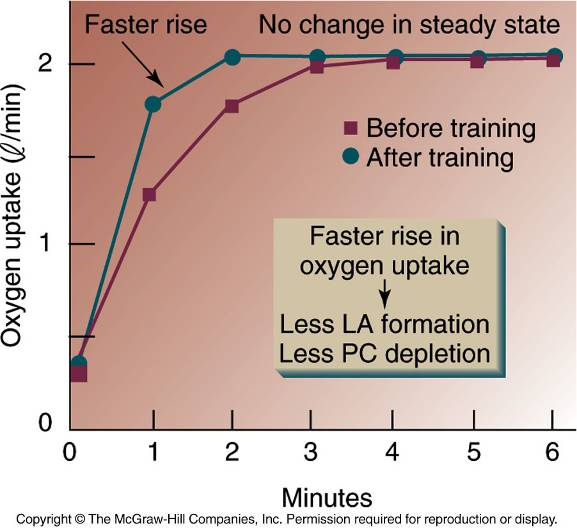 Faster rise
No change in steady state
2
Oxygen uptake (ℓ/min)
Before training
After training
1
Faster rise in
oxygen uptake
Less LA formation
Less PC depletion
0
0 1 2 3 4 5 6
Minutes
Copyright © The McGraw-Hill Companies, Inc. Permission required for reproduction or display.